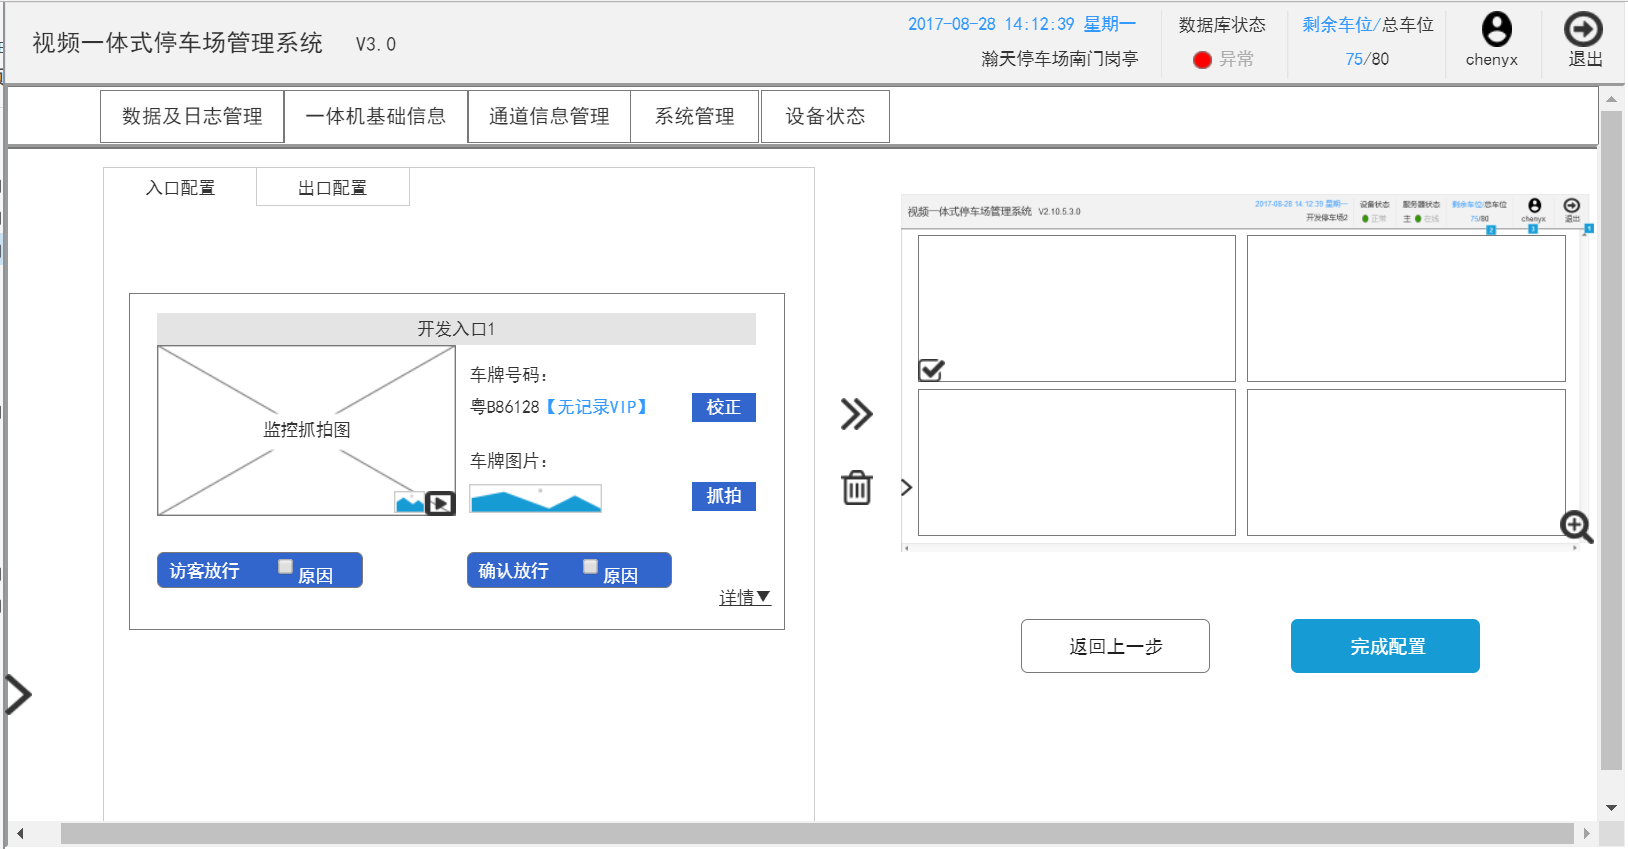 视频一体式停车场管理系统 V3.0
2017-08-28 14:12:39 星期一
瀚天停车场南门岗亭
数据库状态
异常
剩余车位/总车位
75/80
chenyx
退出
数据及日志管理
一体机基础信息
通道信息管理
系统管理
设备状态
入口配置
出口配置
开发入口1
监控抓拍图
车牌号码：
粤B86128【无记录VIP】
校正
车牌图片：
抓拍
访客放行 原因
确认放行 原因
详情▼
视频一体式停车场管理系统 V2.10.5.3.0
2017-08-28 14:12:39 星期一
开发停车场2
设备状态
正常
服务器状态
主 在线
剩余车位/总车位
75/80
chenyx
退出
2
3
返回上一步
完成配置